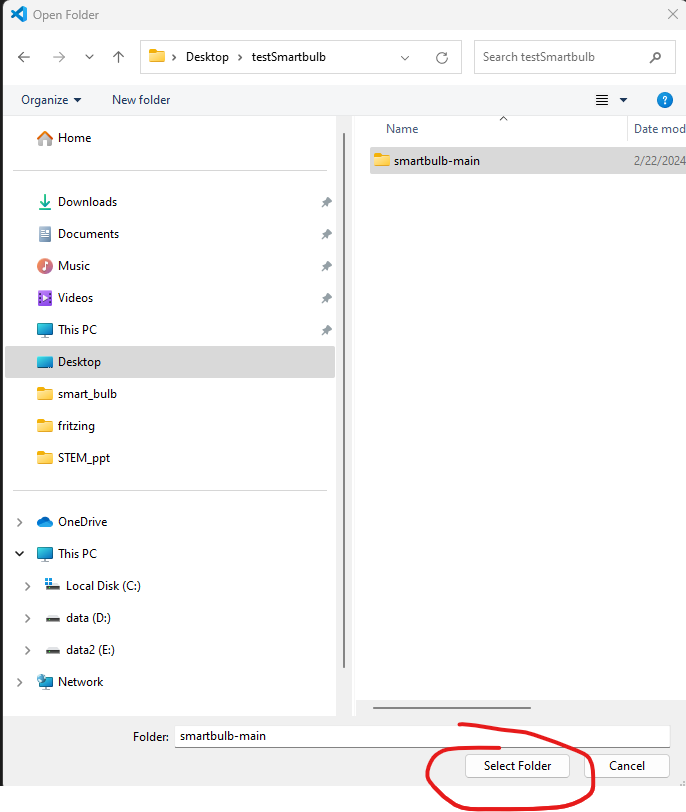 Open Folder
Desktop testSmartbulb
Search testSmartbulb
Organize
New folder
?
Name
Date mod
smartbulb-main
2/22/2024
Home
Downloads
Documents
Music
Videos
This PC
Desktop
smart_bulb
fritzing
STEM_ppt
OneDrive
This PC
Local Disk (C:)
data (D:)
data2 (E:)
Network
Folder: smartbulb-main
Select Folder
Cancel